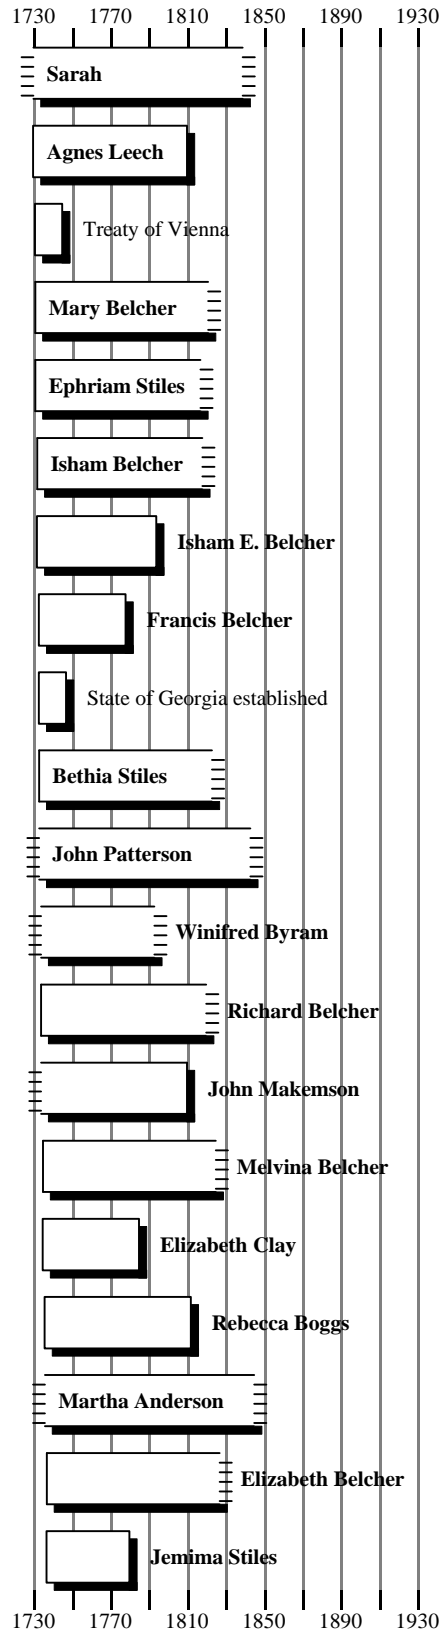 1730 1770 1810 1850 1890 1930
Sarah
Agnes Leech
Treaty of Vienna
Mary Belcher
Ephriam Stiles
Isham Belcher
Isham E. Belcher
Francis Belcher
State of Georgia established
Bethia Stiles
John Patterson
Winifred Byram
Richard Belcher
John Makemson
Melvina Belcher
Elizabeth Clay
Rebecca Boggs
Martha Anderson
Elizabeth Belcher
Jemima Stiles
1730 1770 1810 1850 1890 1930